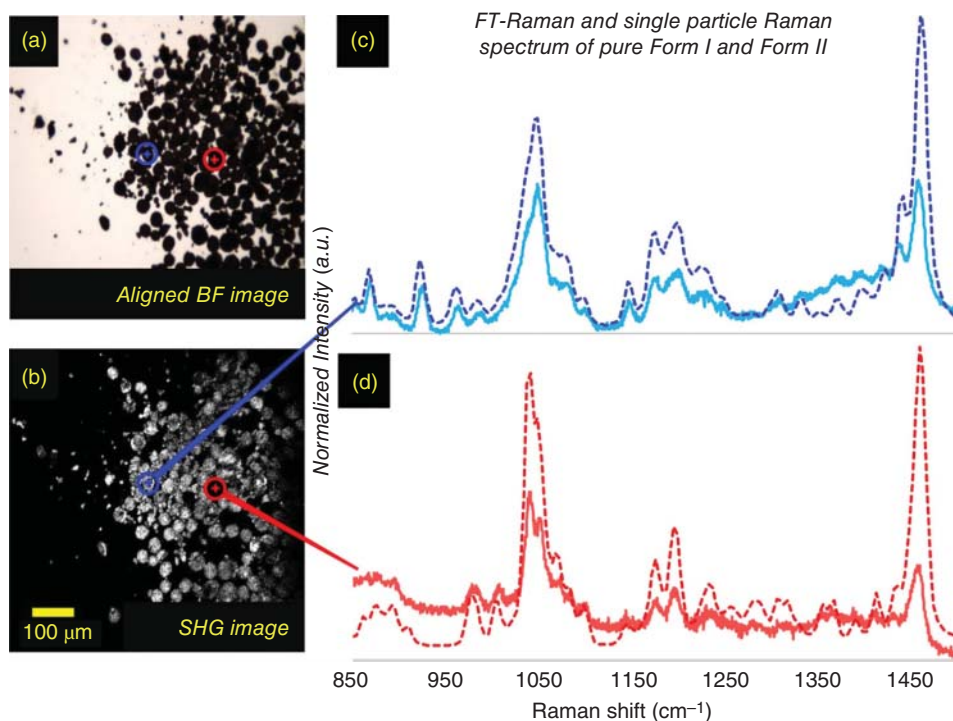 (a)
Aligned BF image
(b)
100 μm
SHG image
(c)
FT-Raman and single particle Raman
spectrum of pure Form I and Form II
Normalized Intensity (a.u.)
(d)
850 950 1050 1150 1250 1350 1450
Raman shift (cm⁻¹)